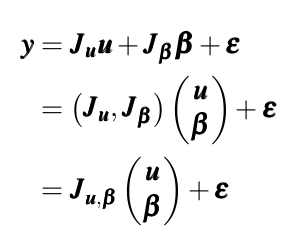 y = J_u u + J_β β + ε
= (J_u, J_β) (u β) + ε
= J_{u,β} (u β) + ε